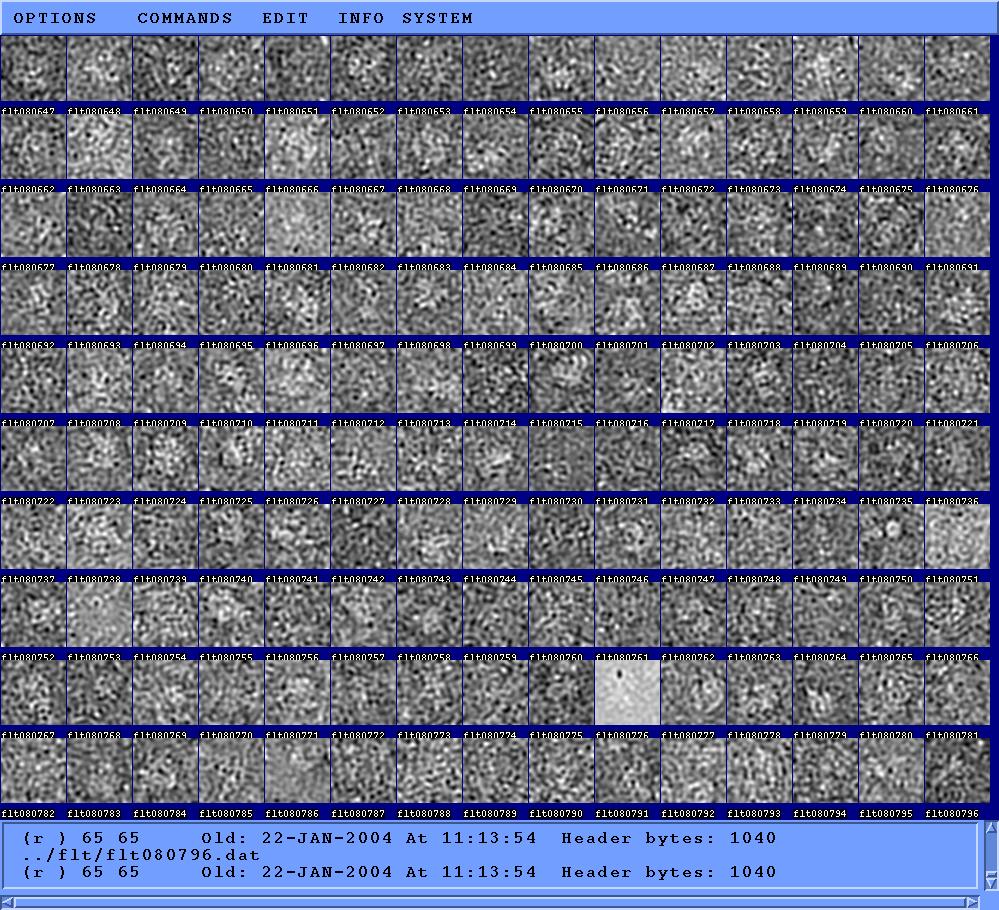 OPTIONS COMMANDS EDIT INFO SYSTEM
flt080647 flt080648 flt080649 flt080650 flt080651 flt080652 flt080653 flt080654 flt080655 flt080656 flt080657 flt080658 flt080659 flt080660 flt080661
flt080662 flt080663 flt080664 flt080665 flt080666 flt080667 flt080668 flt080669 flt080670 flt080671 flt080672 flt080673 flt080674 flt080675 flt080676
flt080677 flt080678 flt080679 flt080680 flt080681 flt080682 flt080683 flt080684 flt080685 flt080686 flt080687 flt080688 flt080689 flt080690 flt080691
flt080692 flt080693 flt080694 flt080695 flt080696 flt080697 flt080698 flt080699 flt080700 flt080701 flt080702 flt080703 flt080704 flt080705 flt080706
flt080707 flt080708 flt080709 flt080710 flt080711 flt080712 flt080713 flt080714 flt080715 flt080716 flt080717 flt080718 flt080719 flt080720 flt080721
flt080722 flt080723 flt080724 flt080725 flt080726 flt080727 flt080728 flt080729 flt080730 flt080731 flt080732 flt080733 flt080734 flt080735 flt080736
flt080737 flt080738 flt080739 flt080740 flt080741 flt080742 flt080743 flt080744 flt080745 flt080746 flt080747 flt080748 flt080749 flt080750 flt080751
flt080752 flt080753 flt080754 flt080755 flt080756 flt080757 flt080758 flt080759 flt080760 flt080761 flt080762 flt080763 flt080764 flt080765 flt080766
flt080767 flt080768 flt080769 flt080770 flt080771 flt080772 flt080773 flt080774 flt080775 flt080776 flt080777 flt080778 flt080779 flt080780 flt080781
flt080782 flt080783 flt080784 flt080785 flt080786 flt080787 flt080788 flt080789 flt080790 flt080791 flt080792 flt080793 flt080794 flt080795 flt080796
(r ) 65 65 Old: 22-JAN-2004 At 11:13:54 Header bytes: 1040
../flt/flt080796.dat
(r ) 65 65 Old: 22-JAN-2004 At 11:13:54 Header bytes: 1040